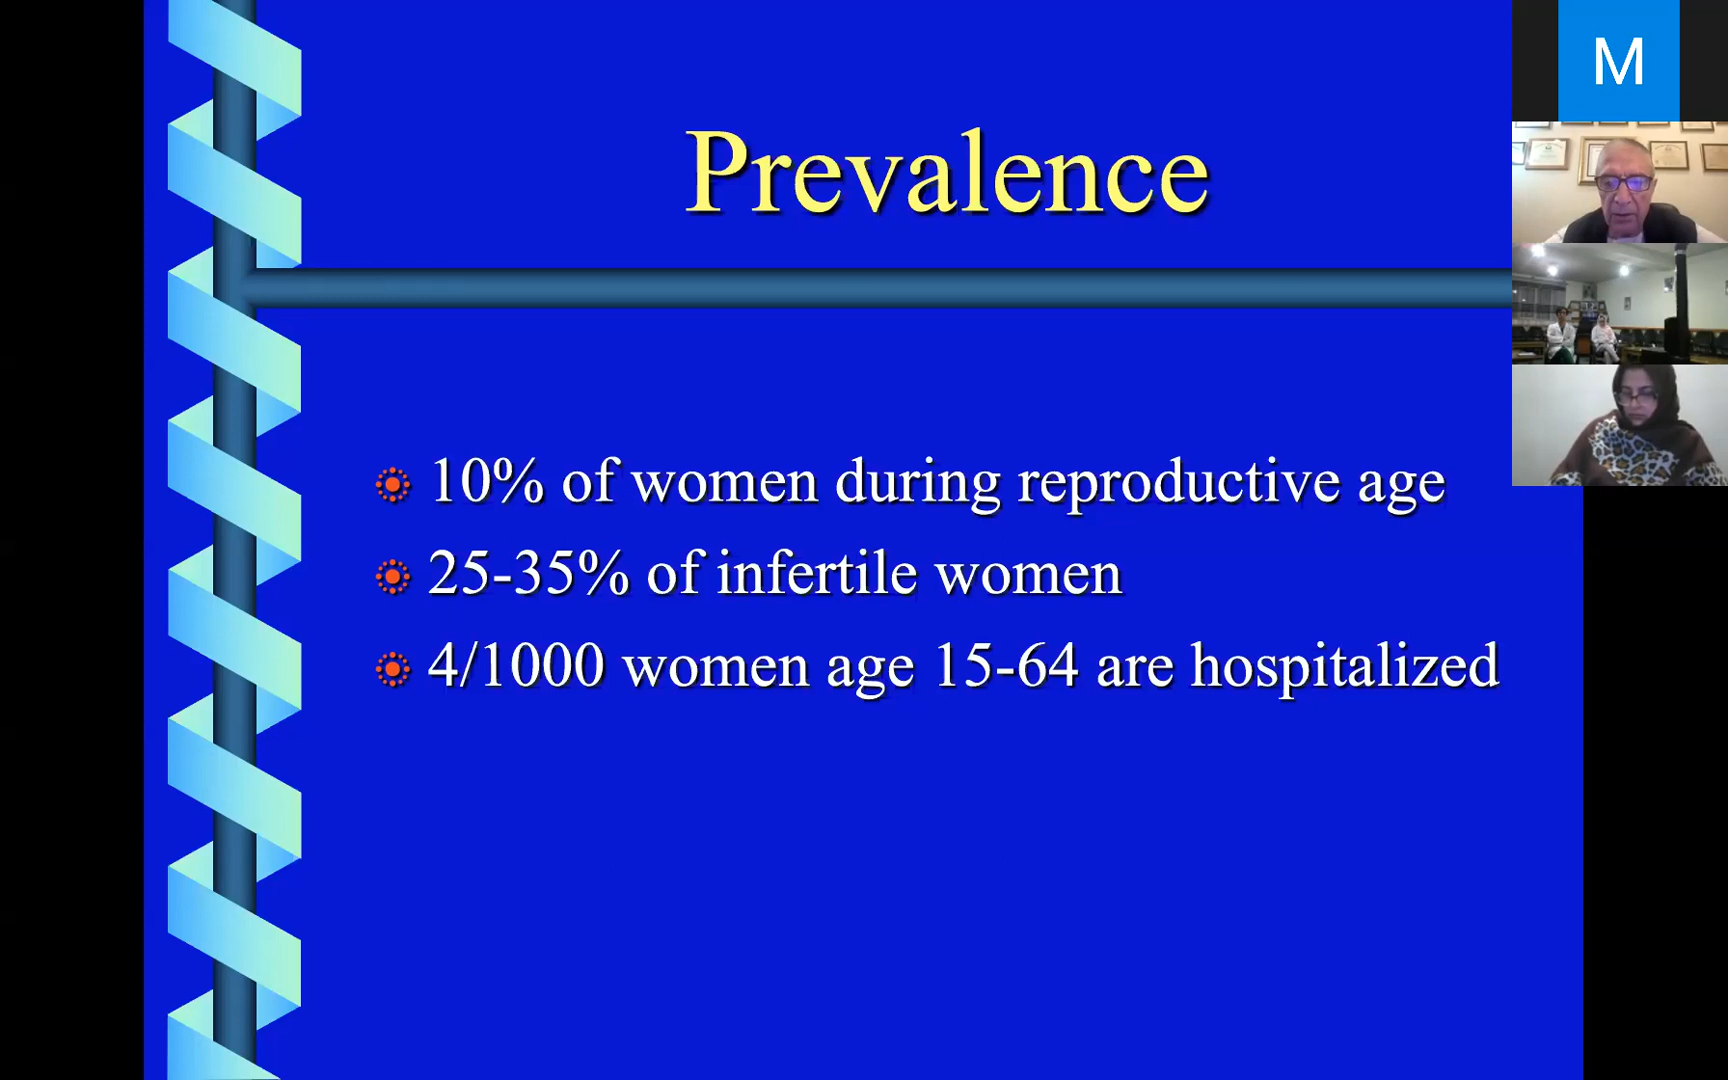 Prevalence
10% of women during reproductive age
25-35% of infertile women
4/1000 women age 15-64 are hospitalized
M